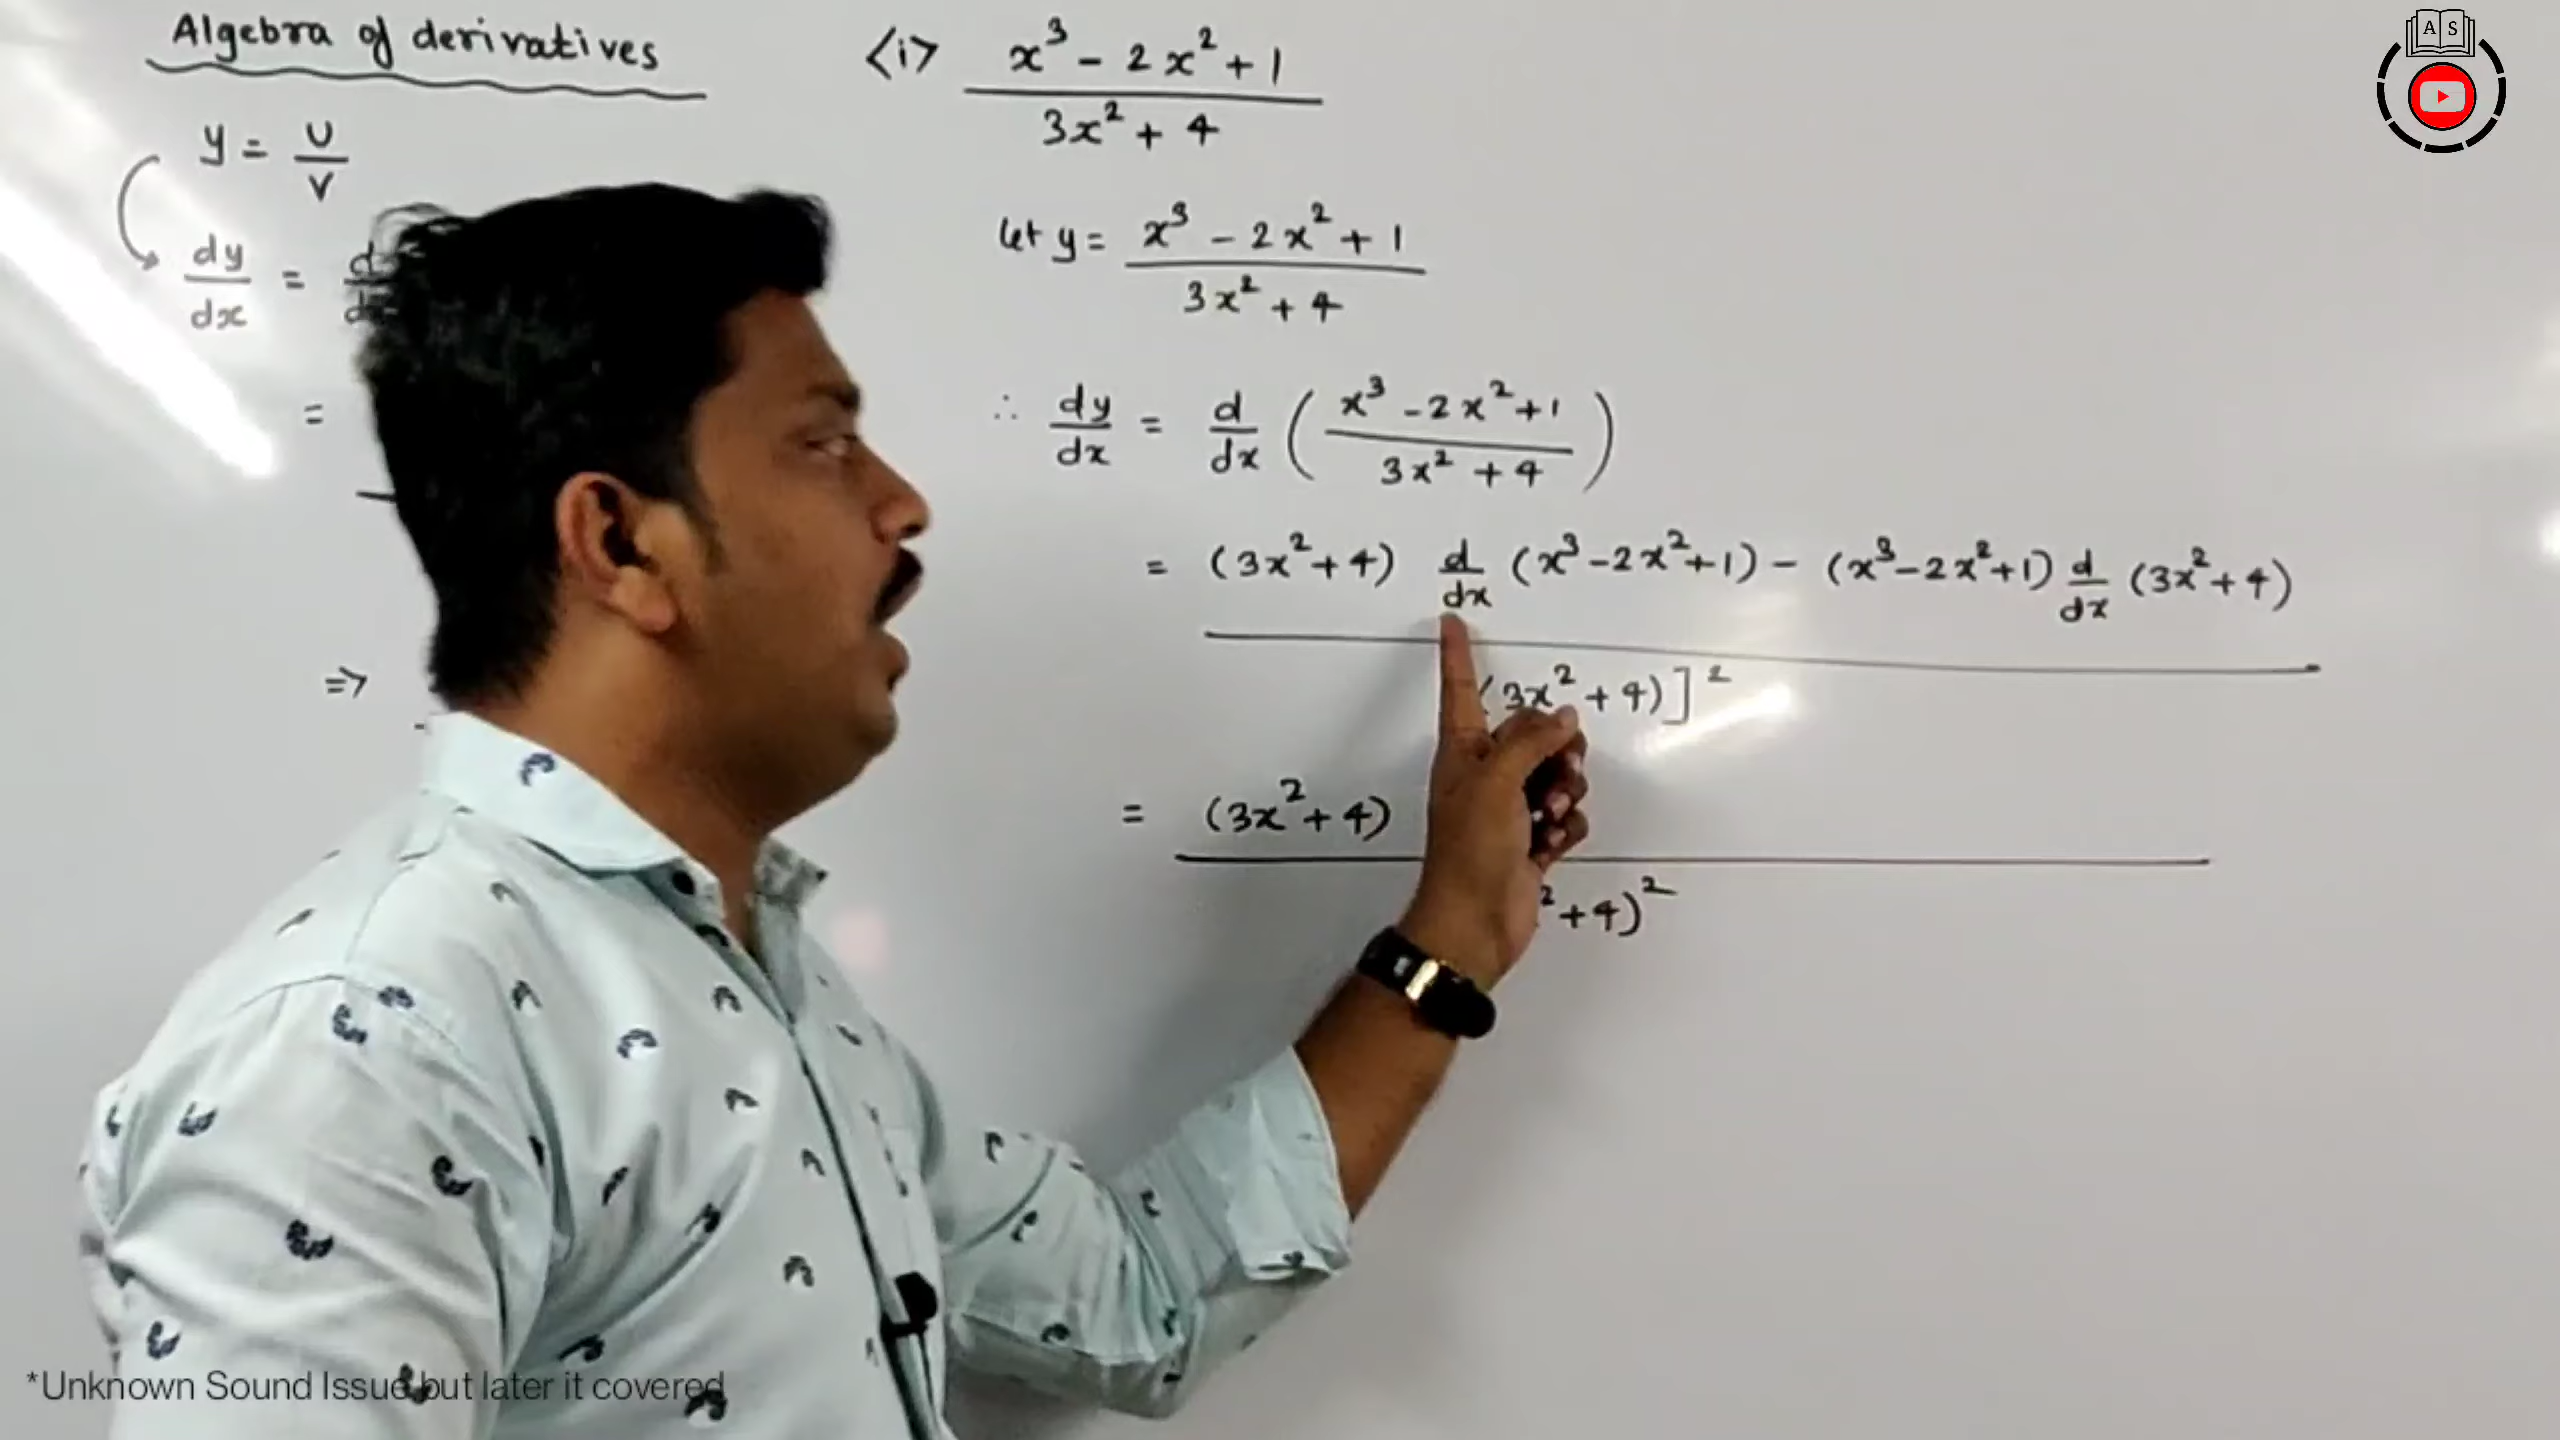 Algebra of derivatives
y = U/V
dy/dx = d
=
=>
<i> x³ - 2x² + 1
3x² + 4
let y = x³ - 2x² + 1
3x² + 4
∴ dy/dx = d/dx ( x³ - 2x² + 1
3x² + 4 )
= (3x² + 4) d/dx (x³ - 2x² + 1) - (x³ - 2x² + 1) d/dx (3x² + 4)
(3x² + 4)]²
= (3x² + 4)
² + 4)²
A S
*Unknown Sound Issue but later it covered